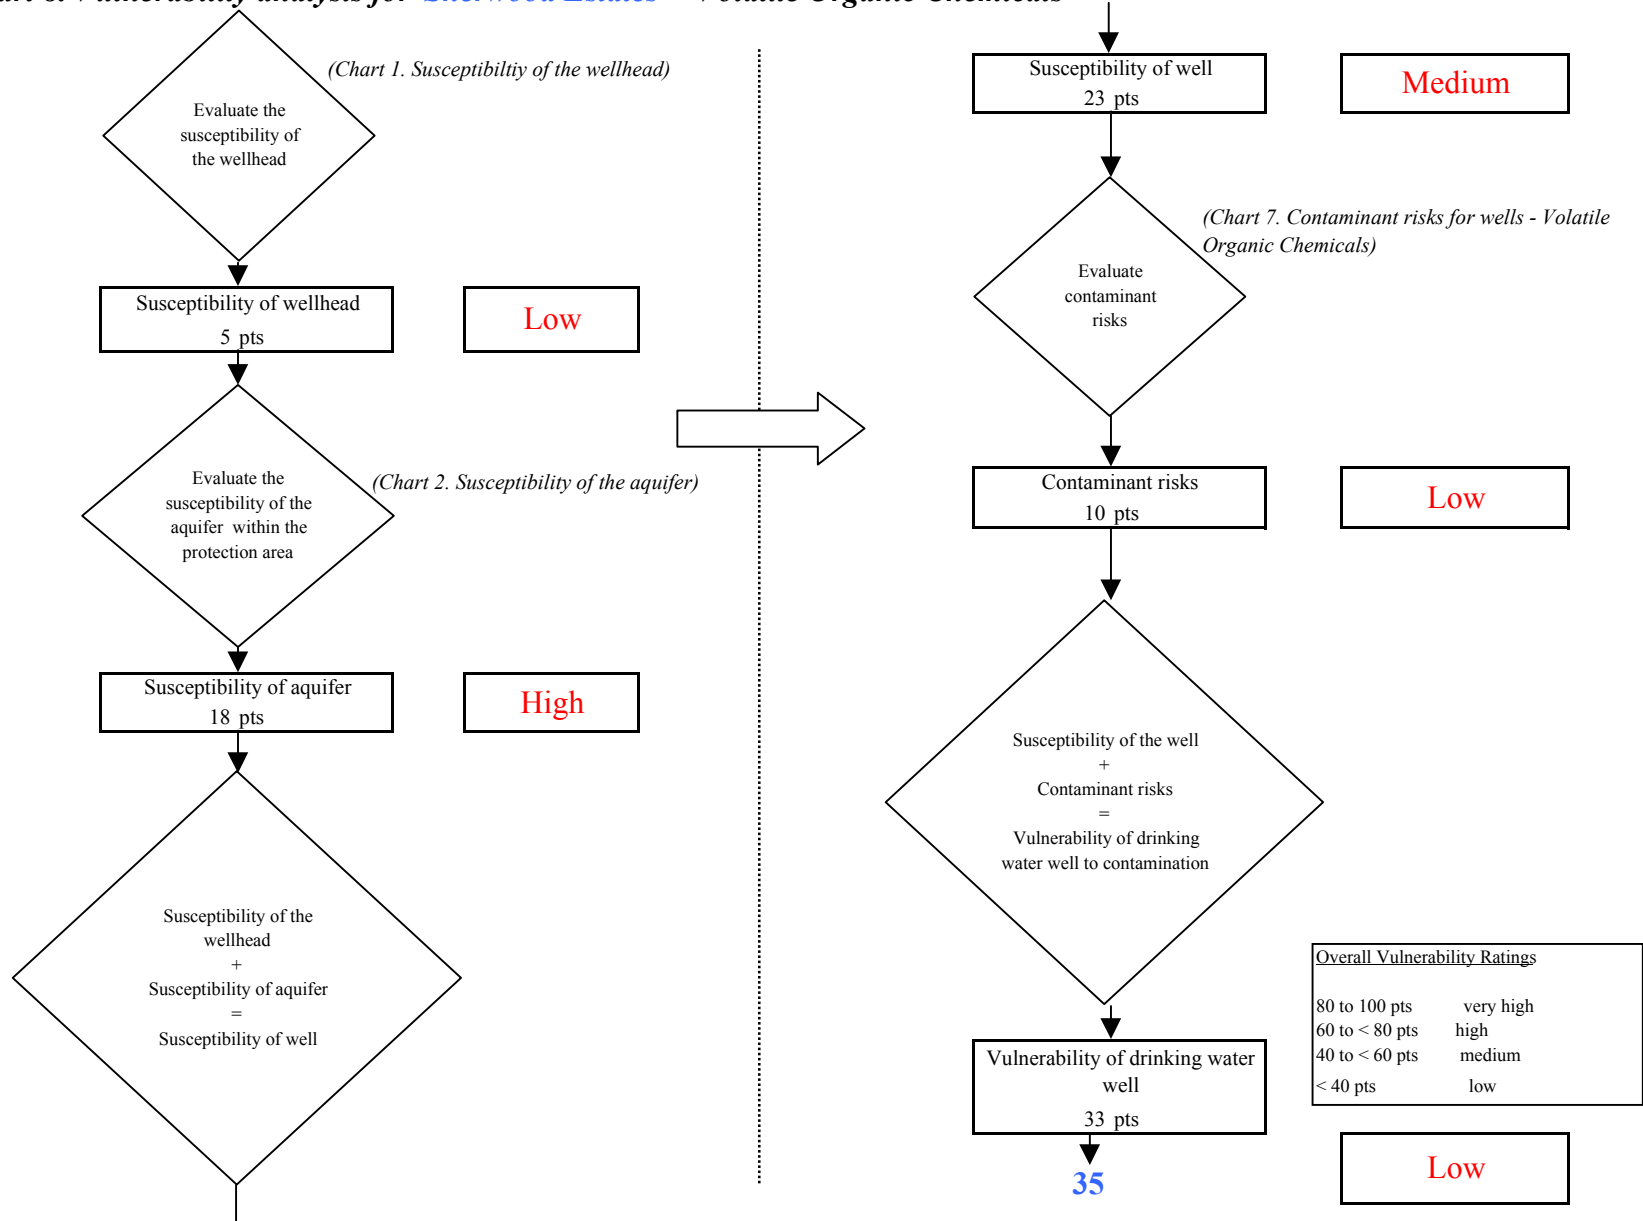 Sherwood Estates - Volatile Organic Chemicals
(Chart 1. Susceptibiltiy of the wellhead)
Evaluate the
susceptibility of
the wellhead
Susceptibility of wellhead
5 pts
Low
Evaluate the
susceptibility of the
aquifer within the
protection area
(Chart 2. Susceptibility of the aquifer)
Susceptibility of aquifer
18 pts
High
Susceptibility of the
wellhead
+
Susceptibility of aquifer
=
Susceptibility of well
Susceptibility of well
23 pts
Medium
(Chart 7. Contaminant risks for wells - Volatile
Organic Chemicals)
Evaluate
contaminant
risks
Contaminant risks
10 pts
Low
Susceptibility of the well
+
Contaminant risks
=
Vulnerability of drinking
water well to contamination
Overall Vulnerability Ratings
80 to 100 pts very high
60 to < 80 pts high
40 to < 60 pts medium
< 40 pts low
Vulnerability of drinking water
well
33 pts
35
Low